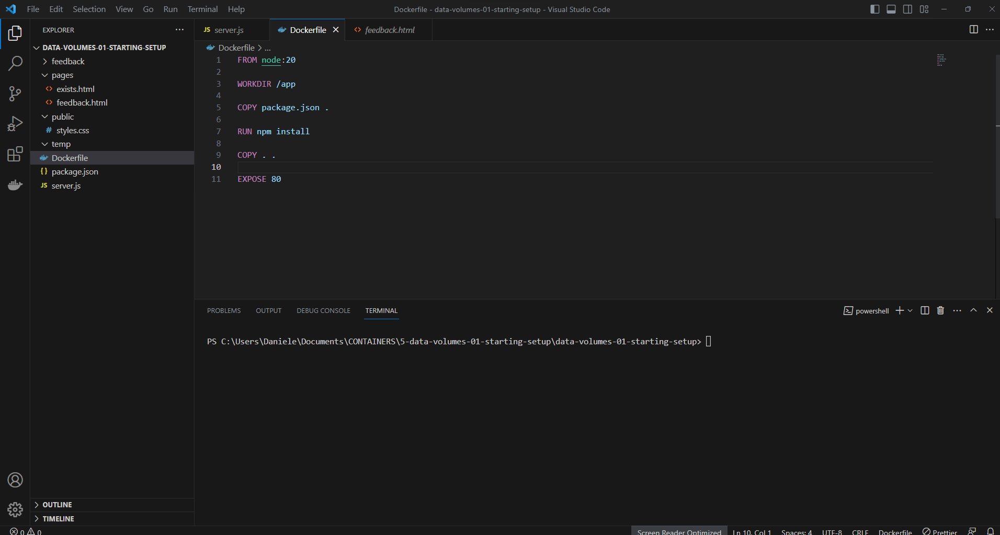 File Edit Selection View Go Run Terminal Help
Dockerfile - data-volumes-01-starting-setup - Visual Studio Code
EXPLORER
DATA-VOLUMES-01-STARTING-SETUP
feedback
pages
exists.html
feedback.html
public
# styles.css
temp
Dockerfile
{} package.json
JS server.js
OUTLINE
TIMELINE
JS server.js
Dockerfile
feedback.html
Dockerfile > ...
1 FROM node:20
2
3 WORKDIR /app
4
5 COPY package.json .
6
7 RUN npm install
8
9 COPY . .
10
11 EXPOSE 80
PROBLEMS OUTPUT DEBUG CONSOLE TERMINAL
powershell
PS C:\Users\Daniele\Documents\CONTAINERS\5-data-volumes-01-starting-setup\data-volumes-01-starting-setup>
0 0
Screen Reader Optimized Ln 10, Col 1 Spaces: 4 UTF-8 CRLF Dockerfile Prettier